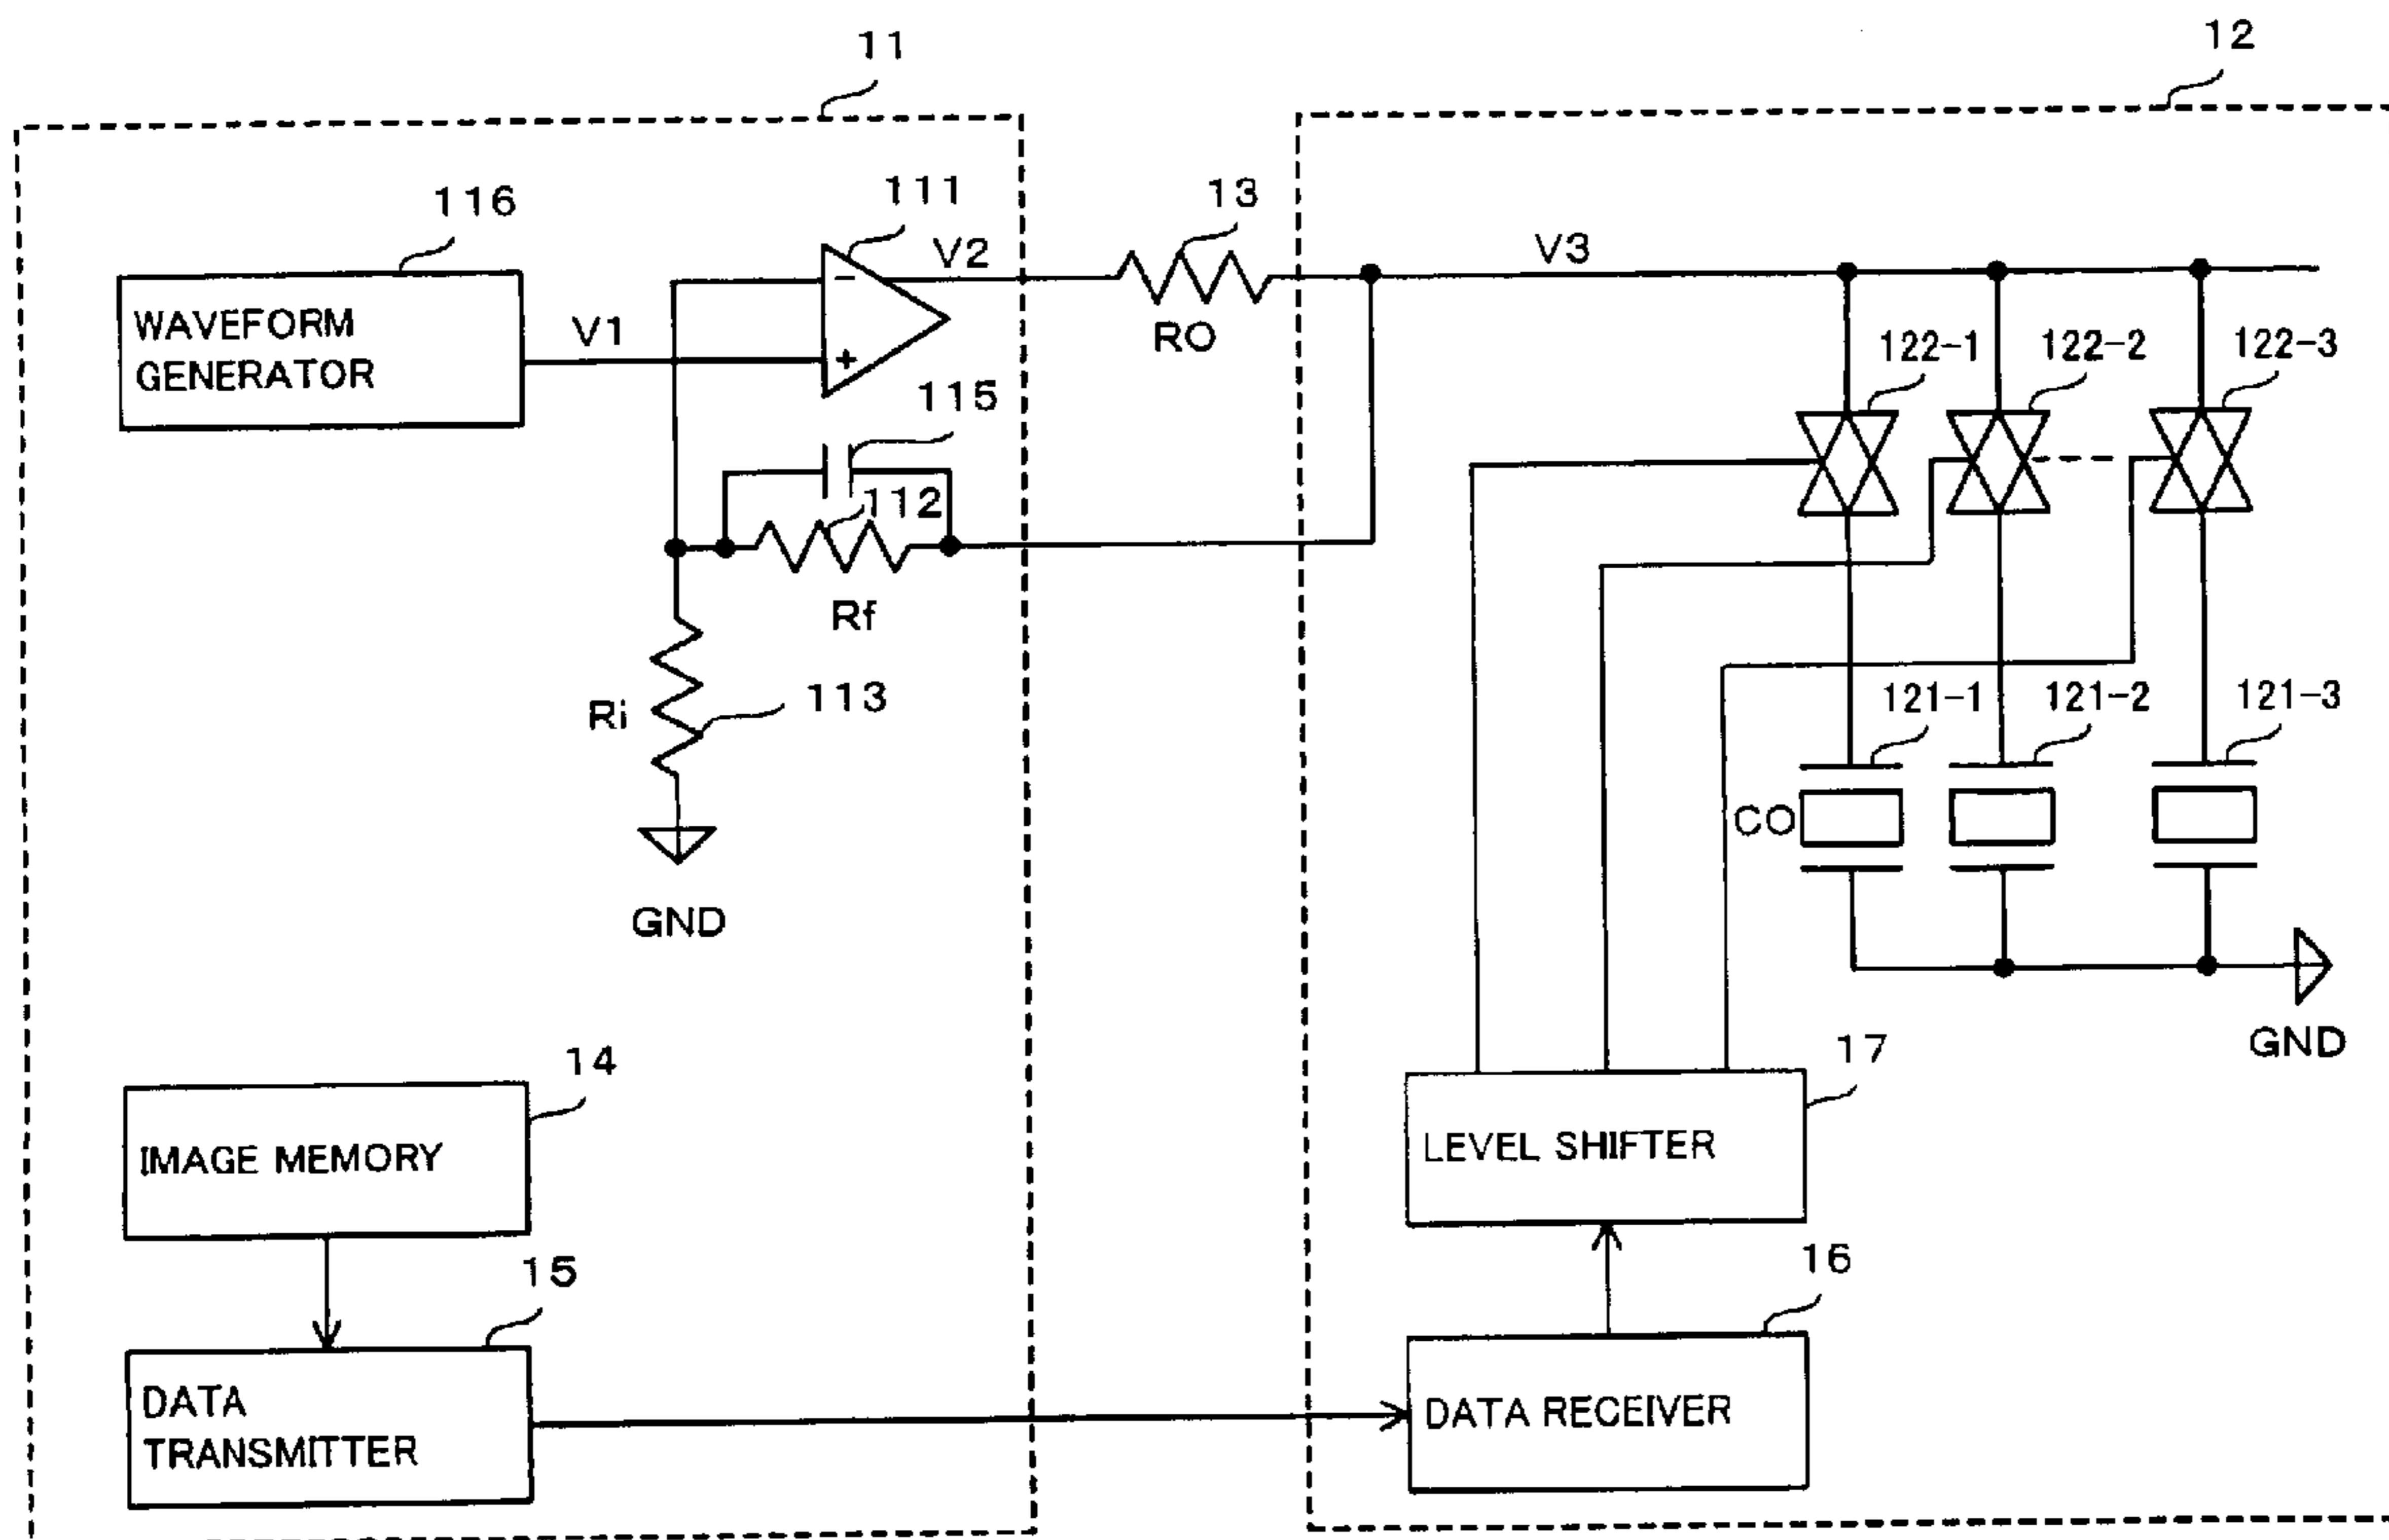 11
12
116
111
13
V2
V3
WAVEFORM
GENERATOR
V1
−
+
RO
122-1
122-2
122-3
115
112
Rf
Ri
113
121-1
121-2
121-3
CO
GND
GND
14
17
IMAGE MEMORY
LEVEL SHIFTER
15
16
DATA
TRANSMITTER
DATA RECEIVER